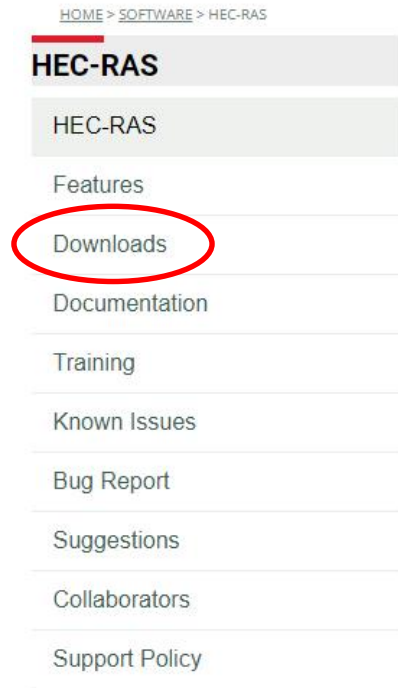 HOME > SOFTWARE > HEC-RAS
HEC-RAS
HEC-RAS
Features
Downloads
Documentation
Training
Known Issues
Bug Report
Suggestions
Collaborators
Support Policy